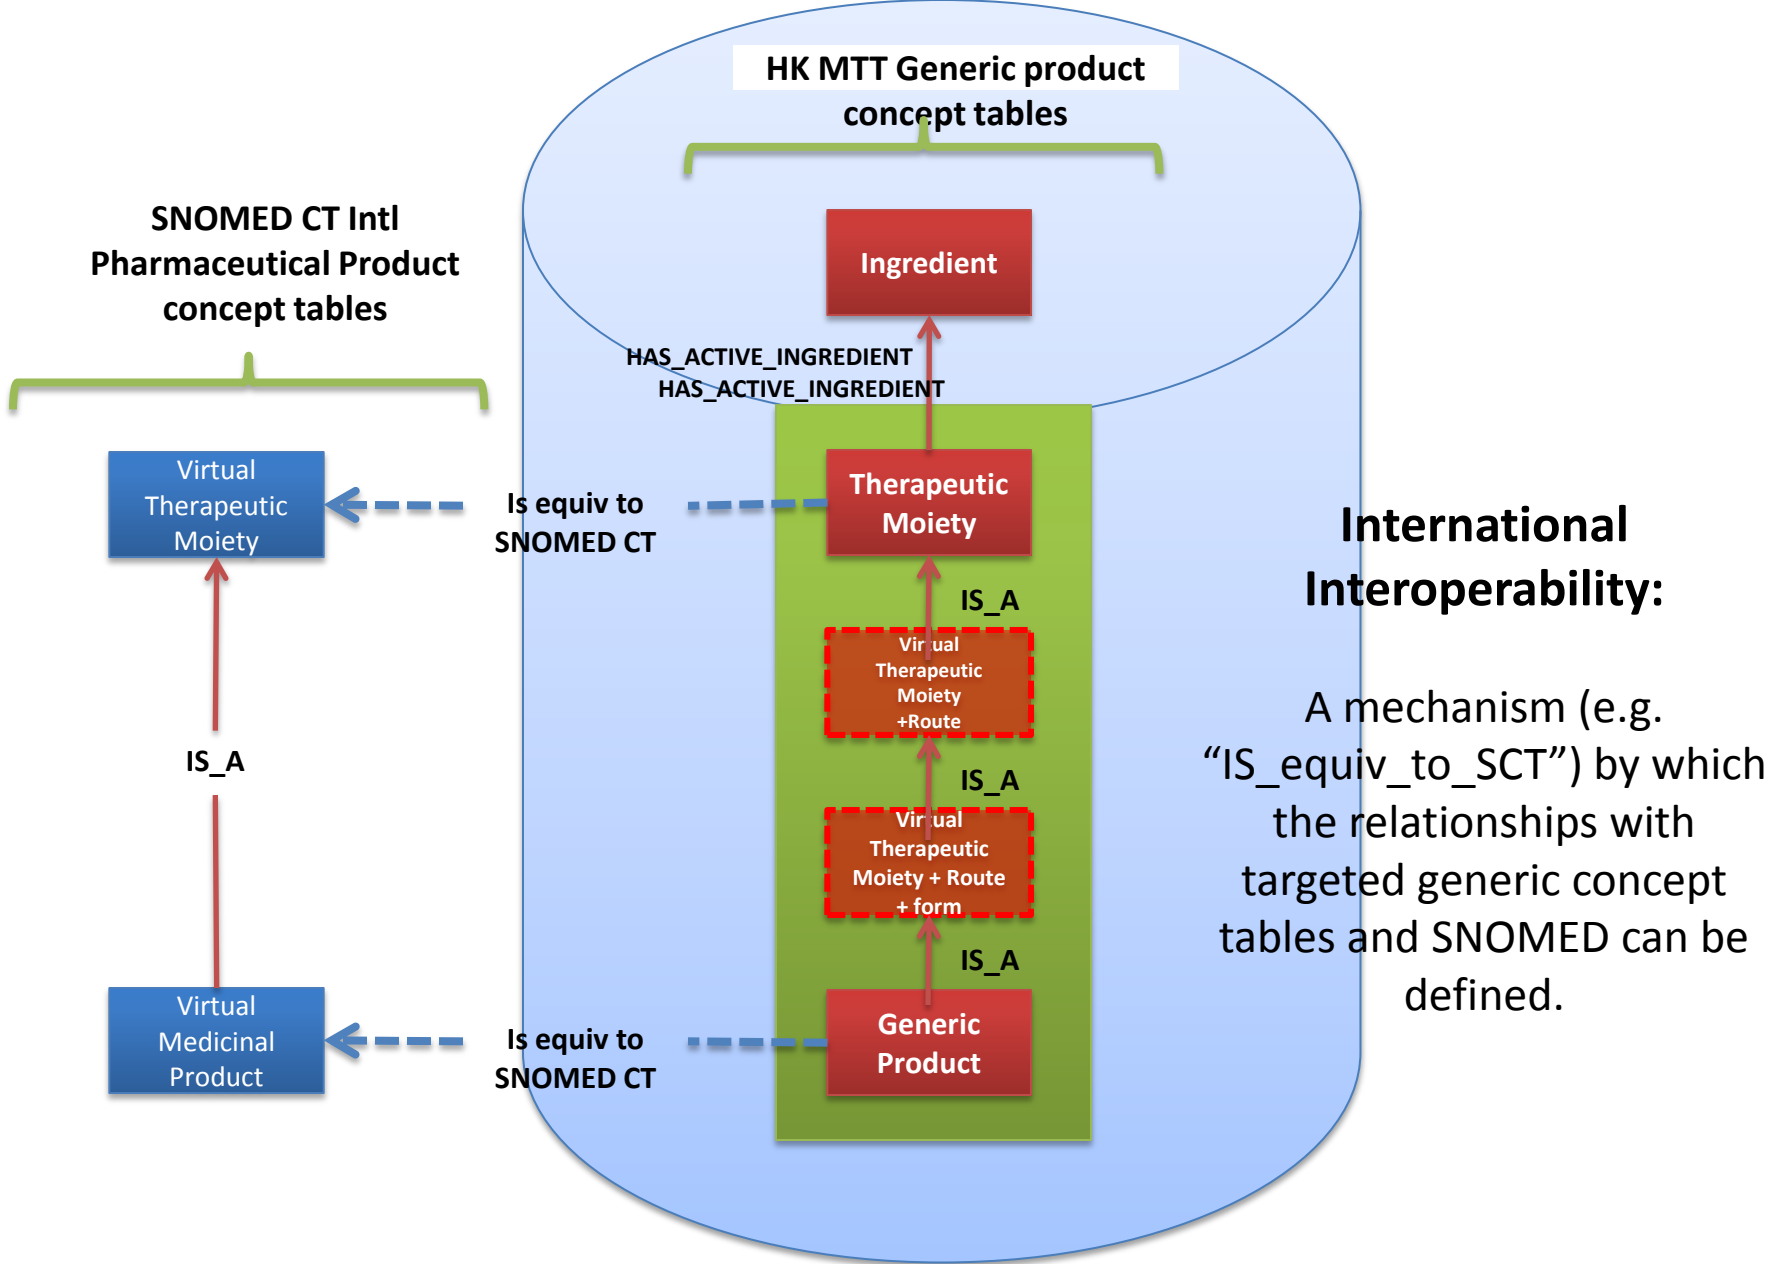 HK MTT Generic product
concept tables
SNOMED CT Intl
Pharmaceutical Product
concept tables
Ingredient
HAS_ACTIVE_INGREDIENT
HAS_ACTIVE_INGREDIENT
Virtual
Therapeutic
Moiety
Is equiv to
SNOMED CT
Therapeutic
Moiety
IS_A
Virtual
Therapeutic
Moiety
+Route
IS_A
IS_A
Virtual
Therapeutic
Moiety + Route
+ form
IS_A
Virtual
Medicinal
Product
Is equiv to
SNOMED CT
Generic
Product
International
Interoperability:
A mechanism (e.g.
“IS_equiv_to_SCT”) by which
the relationships with
targeted generic concept
tables and SNOMED can be
defined.